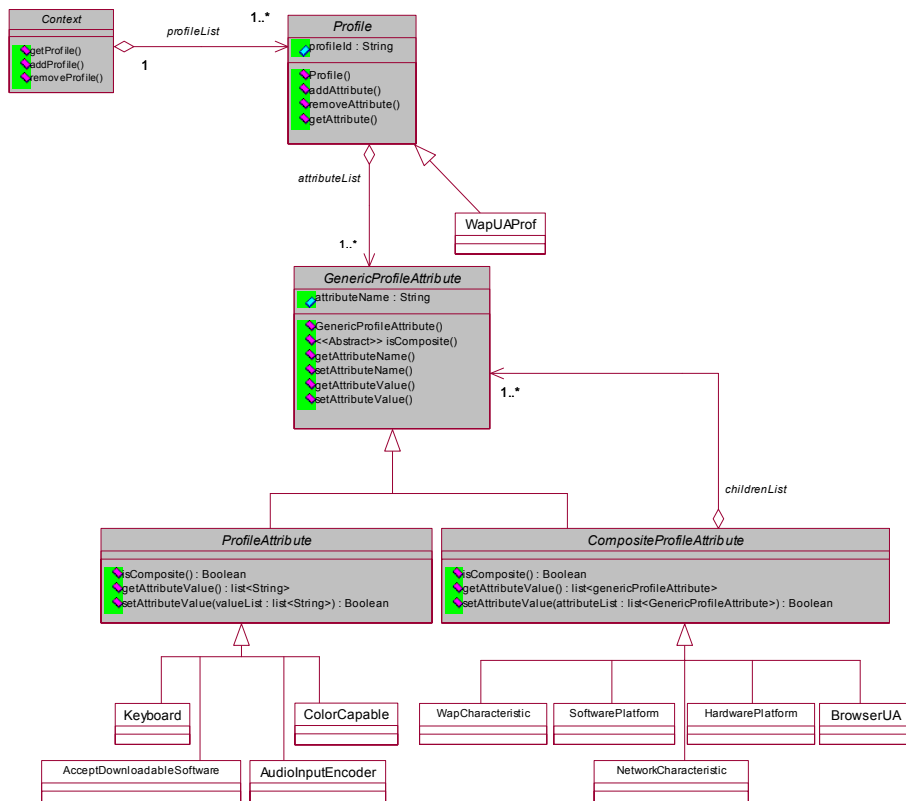 Context
getProfile()
addProfile()
removeProfile()
profileList
1
1..*
Profile
profileId : String
Profile()
addAttribute()
removeAttribute()
getAttribute()
attributeList
1..*
WapUAProf
GenericProfileAttribute
attributeName : String
GenericProfileAttribute()
<<Abstract>> isComposite()
getAttributeName()
setAttributeName()
getAttributeValue()
setAttributeValue()
1..*
childrenList
ProfileAttribute
isComposite() : Boolean
getAttributeValue() : list<String>
setAttributeValue(valueList : list<String>) : Boolean
CompositeProfileAttribute
isComposite() : Boolean
getAttributeValue() : list<genericProfileAttribute>
setAttributeValue(attributeList : list<GenericProfileAttribute>) : Boolean
Keyboard
ColorCapable
AcceptDownloadableSoftware
AudioInputEncoder
WapCharacteristic
SoftwarePlatform
HardwarePlatform
BrowserUA
NetworkCharacteristic